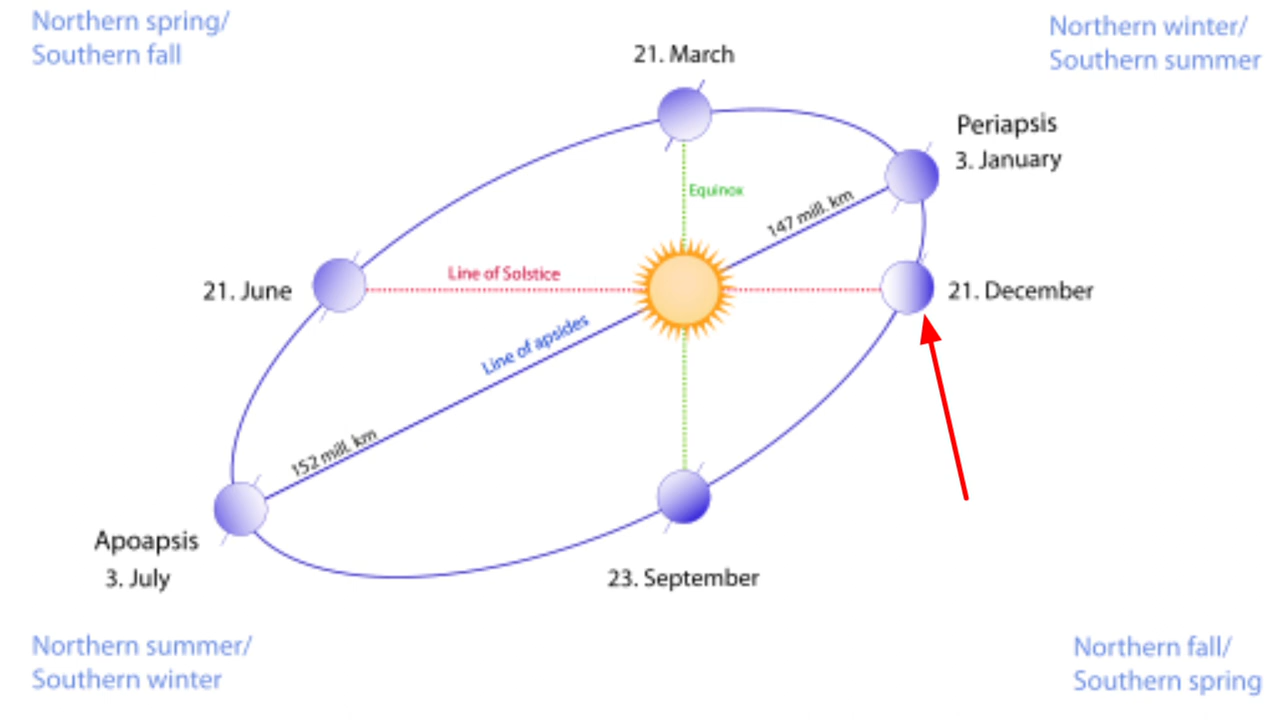 Northern spring/
Southern fall
21. March
Northern winter/
Southern summer
Periapsis
3. January
Equinox
147 mill. km
21. June
Line of Solstice
21. December
Line of apsides
152 mill. km
Apoapsis
3. July
23. September
Northern summer/
Southern winter
Northern fall/
Southern spring